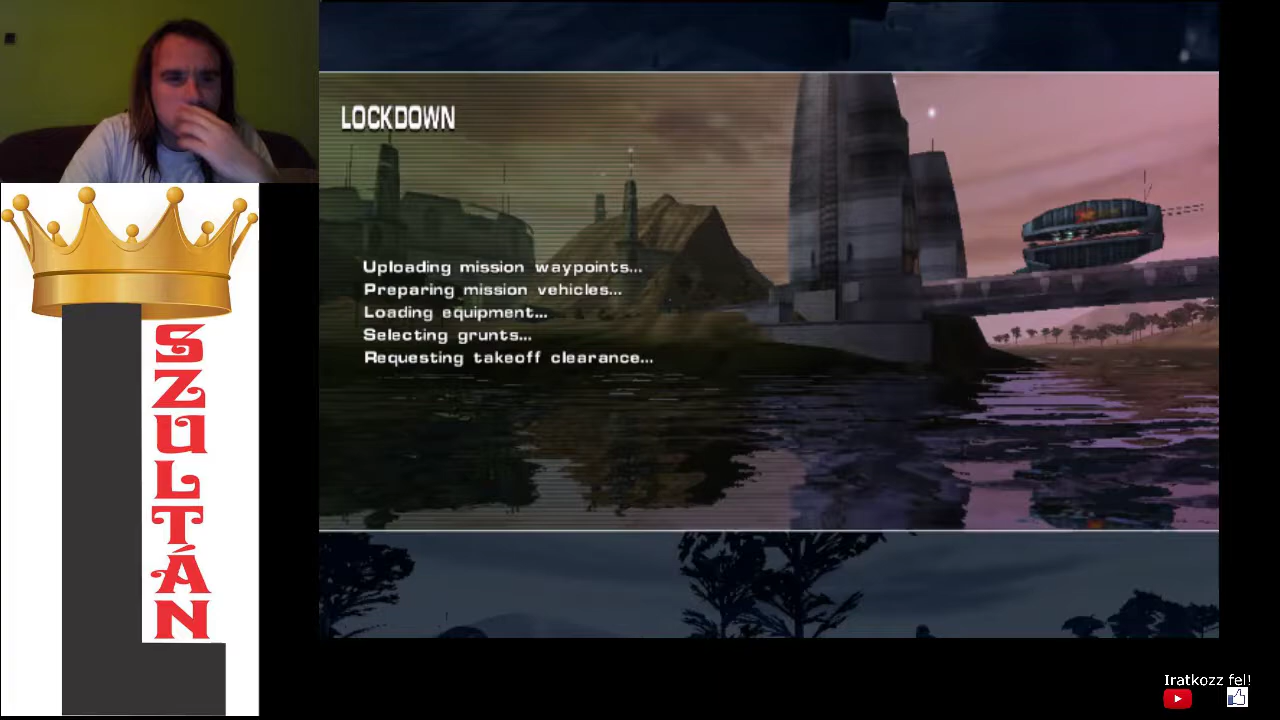 LOCKDOWN
Uploading mission waypoints...
Preparing mission vehicles...
Loading equipment...
Selecting grunts...
Requesting takeoff clearance...
L
SZULTÁN
Iratkozz fel!